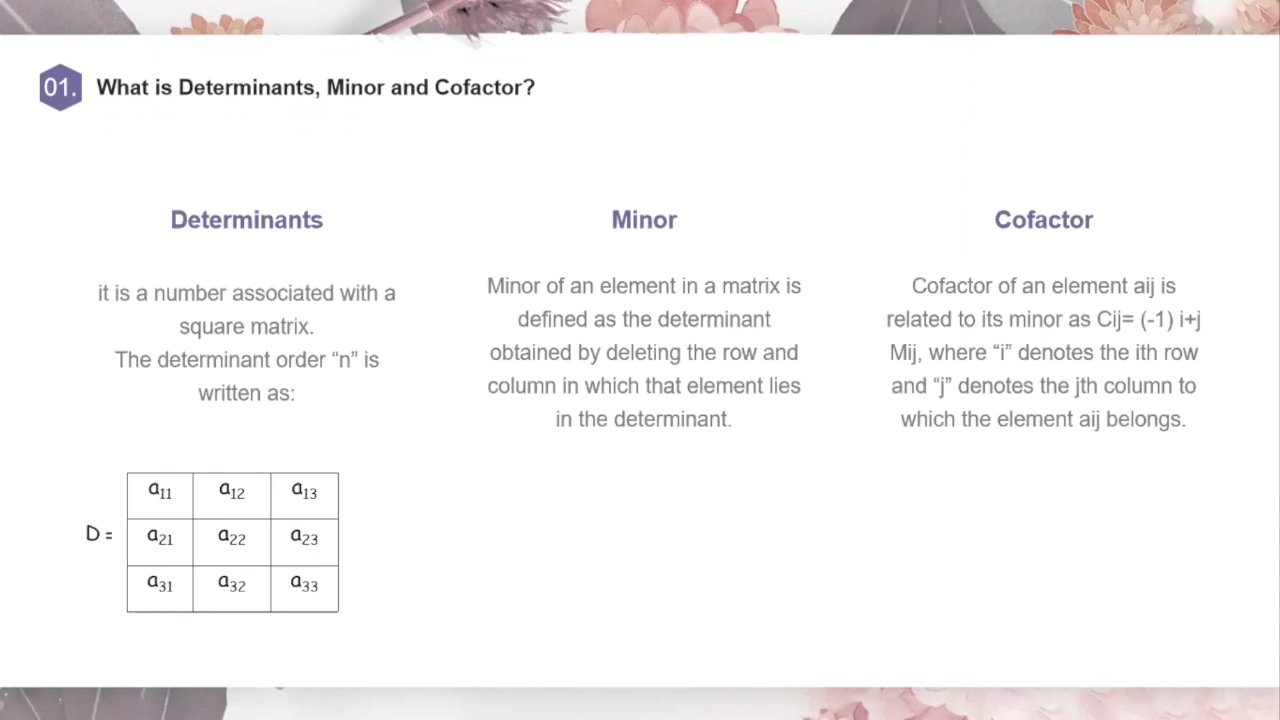 01. What is Determinants, Minor and Cofactor?
Determinants
it is a number associated with a
square matrix.
The determinant order “n” is
written as:
D =
a₁₁ a₁₂ a₁₃
a₂₁ a₂₂ a₂₃
a₃₁ a₃₂ a₃₃
Minor
Minor of an element in a matrix is
defined as the determinant
obtained by deleting the row and
column in which that element lies
in the determinant.
Cofactor
Cofactor of an element aij is
related to its minor as Cij= (-1) i+j
Mij, where “i” denotes the ith row
and “j” denotes the jth column to
which the element aij belongs.